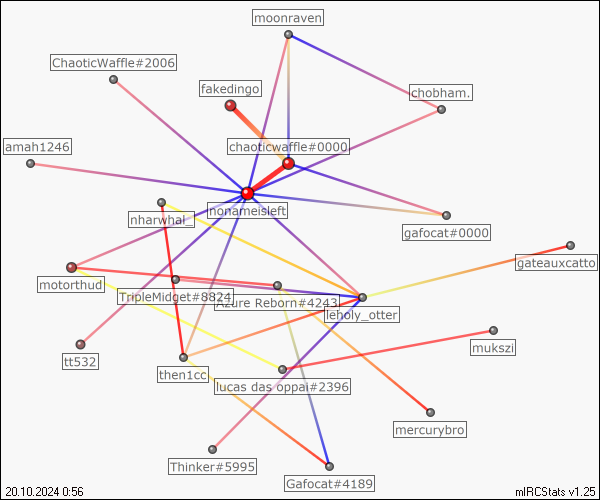 moonraven
ChaoticWaffle#2006
fakedingo
chobham.
amah1246
chaoticwaffle#0000
nonameisleft
nharwhal_
gafocat#0000
gateauxcatto
motorthud
TripleMidget#8824
Azure Reborn#4243
leholy_otter
mukszi
tt532
then1cc
lucas das oppai#2396
mercurybro
Thinker#5995
Gafocat#4189
20.10.2024 0:56
mIRCStats v1.25